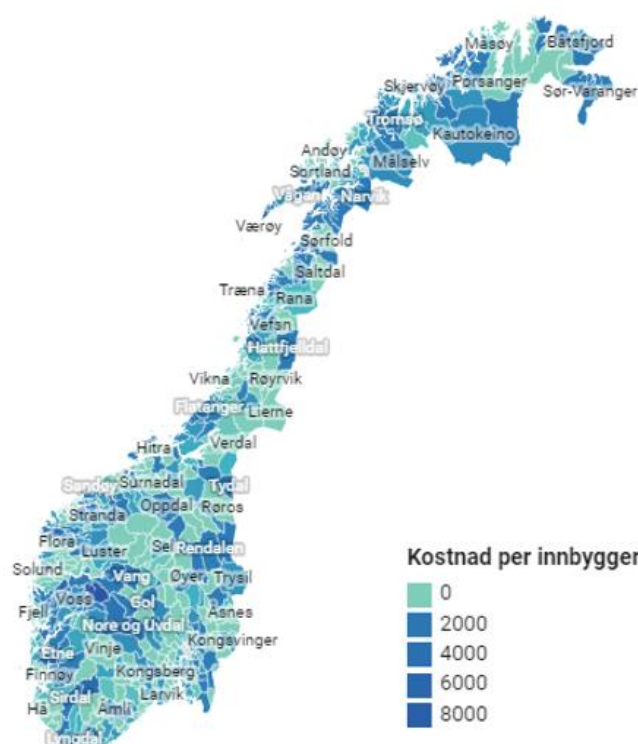 Måsøy
Båtsfjord
Skjervøy
Porsanger
Sør-Varanger
Tromsø
Kautokeino
Andøy
Målselv
Sortland
Vågan
Narvik
Værøy
Sørfold
Saltdal
Træna
Rana
Vefsn
Hattfjelldal
Vikna
Røyrvik
Flatanger
Lierne
Hitra
Verdal
Sandøy
Surnadal
Tydal
Stranda
Oppdal
Røros
Flora
Luster
Sel
Rendalen
Solund
Vang
Øyer
Trysil
Fjell
Voss
Gol
Åsnes
Nore og Uvdal
Kongsvinger
Etne
Vinje
Finnøy
Kongsberg
Sirdal
Larvik
Hå
Åmli
Lyngdal
Kostnad per innbygger
0
2000
4000
6000
8000